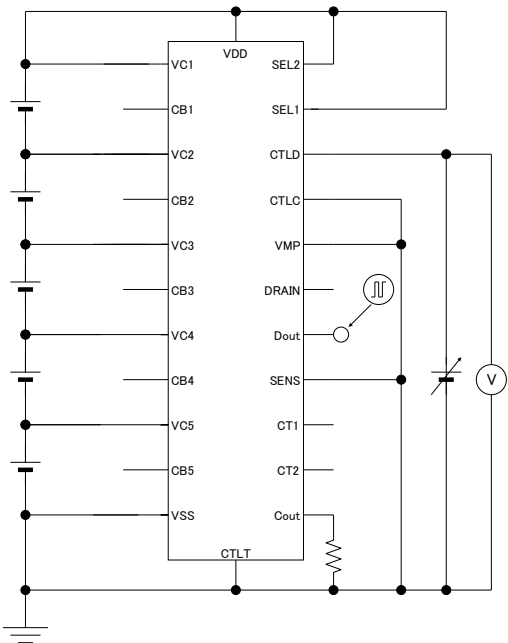 VDD
VC1 SEL2
CB1 SEL1
VC2 CTLD
CB2 CTLC
VC3 VMP
CB3 DRAIN
VC4 Dout
CB4 SENS
V
VC5 CT1
CB5 CT2
VSS Cout
CTLT